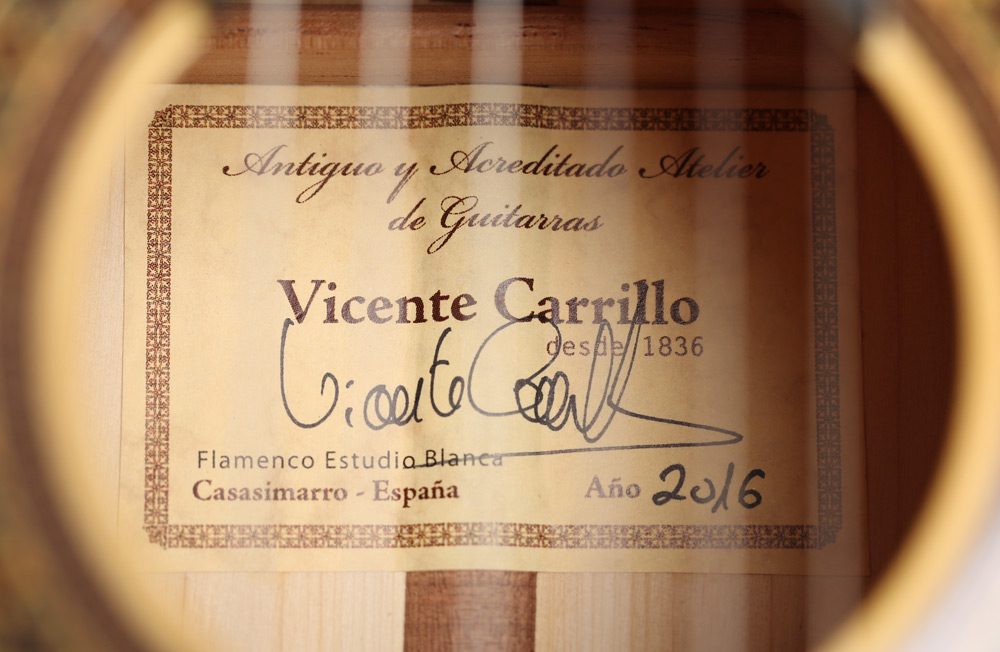 Antiguo y Acreditado Atelier
de Guitarras
Vicente Carrillo
desde 1836
Vicente Carrillo
Flamenco Estudio Blanca
Casasimarro - España
Año 2016